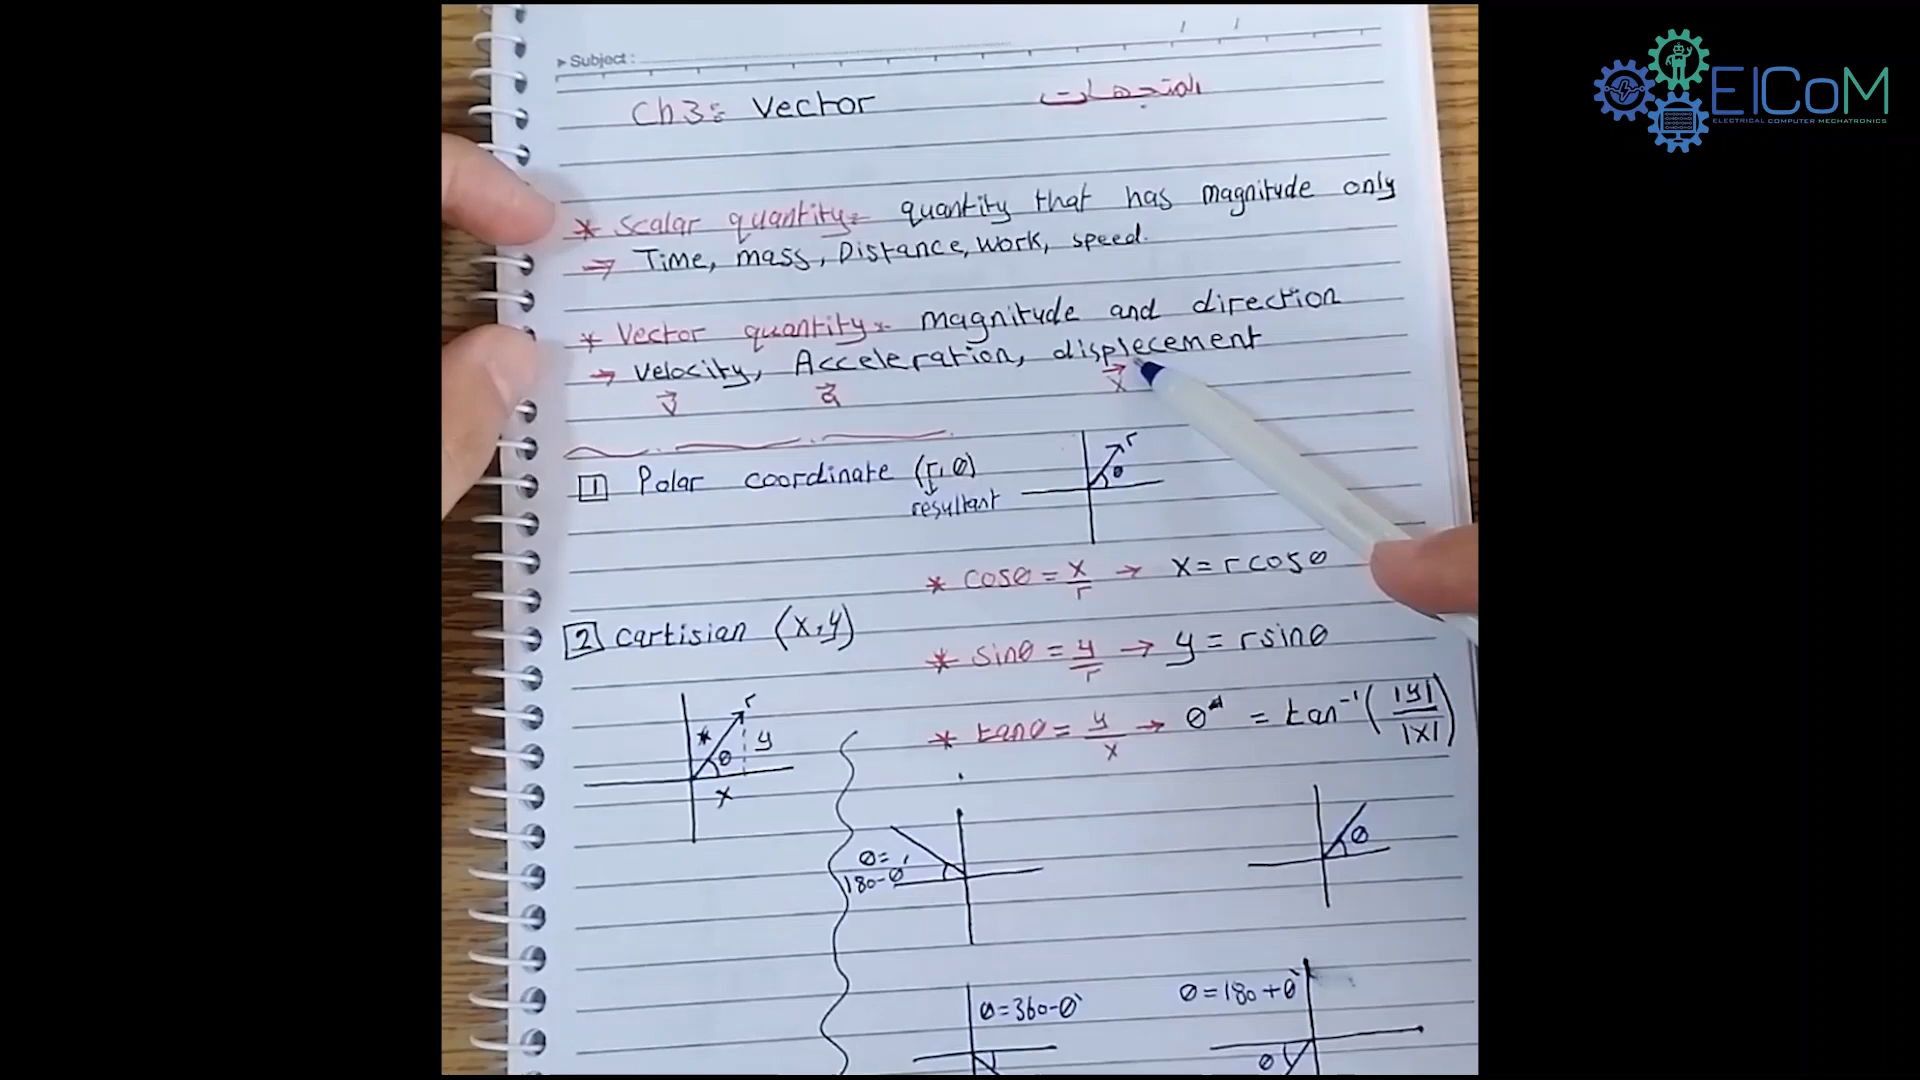 Subject:
Ch3: Vector المتجهات
* Scalar quantity: quantity that has magnitude only
→ Time, mass, Distance, Work, speed.
* Vector quantity: magnitude and direction
→ velocity, Acceleration, displecement
v a x
1 Polar coordinate (r, θ)
resultant
r
θ
* cosθ = x/r → x = r cosθ
2 Cartisian (x,y)
* sinθ = y/r → y = r sinθ
* tanθ = y/x → θ = tan⁻¹(|y|/|x|)
r
y
θ
x
θ=
180-θ'
θ
θ=360-θ'
θ=180+θ'
θ
EICoM
ELECTRICAL COMPUTER MECHATRONICS